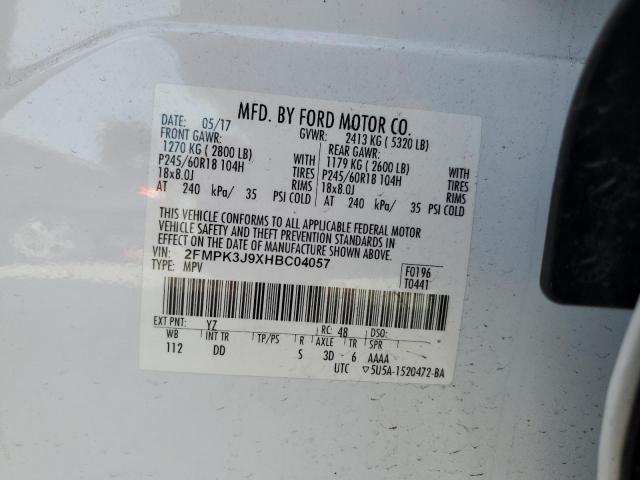 MFD. BY FORD MOTOR CO.
DATE: 05/17 GVWR: 2413 KG ( 5320 LB)
FRONT GAWR: REAR GAWR:
1270 KG ( 2800 LB) 1179 KG ( 2600 LB)
P245/60R18 104H TIRES P245/60R18 104H TIRES
18x8.0J RIMS 18x8.0J RIMS
AT 240 kPa/ 35 PSI COLD AT 240 kPa/ 35 PSI COLD
THIS VEHICLE CONFORMS TO ALL APPLICABLE FEDERAL MOTOR
VEHICLE SAFETY AND THEFT PREVENTION STANDARDS IN
EFFECT ON THE DATE OF MANUFACTURE SHOWN ABOVE.
VIN: 2FMPK3J9XHBC04057 F0196
TYPE: MPV T0441
EXT PNT: YZ RC: 48 DSO:
WB INT TR TP/PS R AXLE TR SPR
112 DD S 3D 6 AAAA
UTC ▽5U5A-1520472-BA